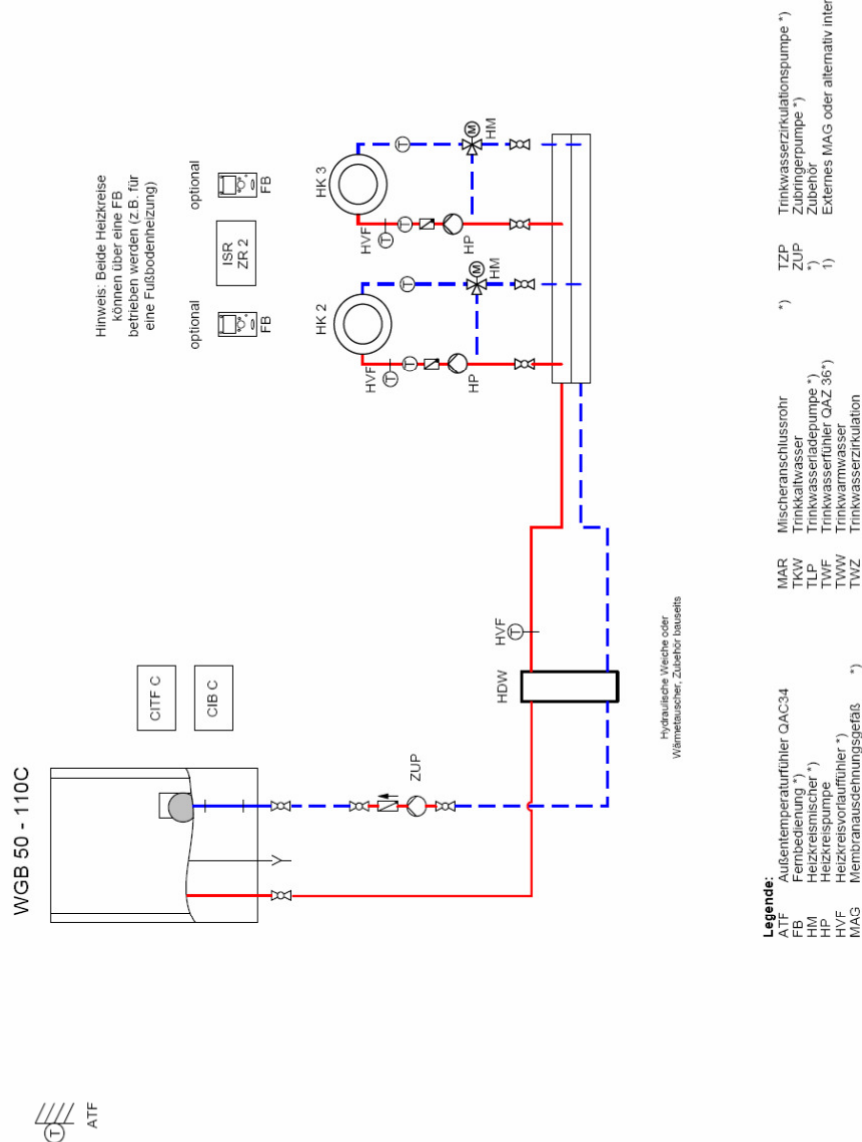 WGB 50 - 110C
ATF
CITF C
CIB C
ZUP
HDW
HVF
Hydraulische Weiche oder
Wärmetauscher, Zubehör bauseits
Hinweis: Beide Heizkreise
können über eine FB
betrieben werden (z.B. für
eine Fußbodenheizung)
optional
FB
ISR
ZR 2
optional
FB
HK 2
HVF
T
T
T
HP
M
HM
HK 3
HVF
T
T
T
HP
M
HM
T
T
Legende:
ATF Außentemperaturfühler QAC34
FB Fernbedienung *)
HM Heizkreismischer *)
HP Heizkreispumpe
HVF Heizkreisvorlauffühler *)
MAG Membranausdehnungsgefäß *)
MAR Mischeranschlussrohr *)
TKW Trinkkaltwasser
TLP Trinkwasserladepumpe *)
TWF Trinkwasserfühler QAZ 36*)
TWW Trinkwarmwasser
TWZ Trinkwasserzirkulation
TZP Trinkwasserzirkulationspumpe *)
ZUP Zubringerpumpe *)
*) Zubehör
1) Externes MAG oder alternativ inter